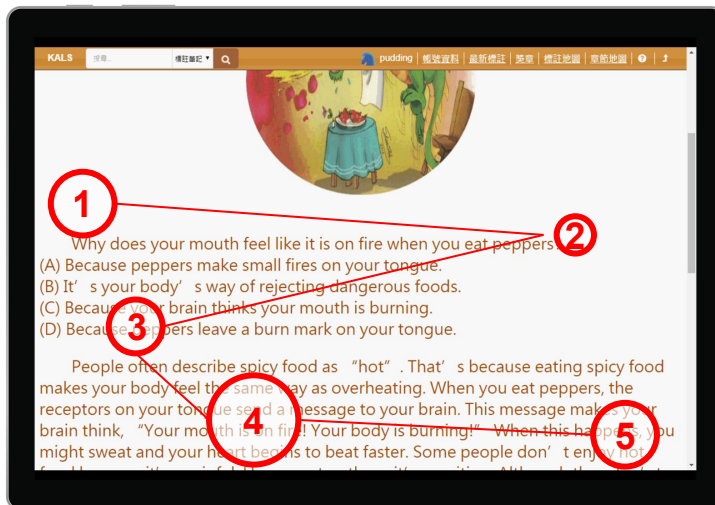 KALS 搜尋... 標註筆記 pudding | 帳號資料 | 最新標註 | 獎章 | 標註地圖 | 章節地圖
1
2
Why does your mouth feel like it is on fire when you eat peppers?
(A) Because peppers make small fires on your tongue.
(B) It’s your body’s way of rejecting dangerous foods.
(C) Because your brain thinks your mouth is burning.
3
(D) Because peppers leave a burn mark on your tongue.
People often describe spicy food as “hot”. That’s because eating spicy food
makes your body feel the same way as overheating. When you eat peppers, the
receptors on your tongue send a message to your brain. This message makes your
4
5
brain think, “Your mouth is on fire! Your body is burning!” When this happens, you
might sweat and your heart begins to beat faster. Some people don’t enjoy hot